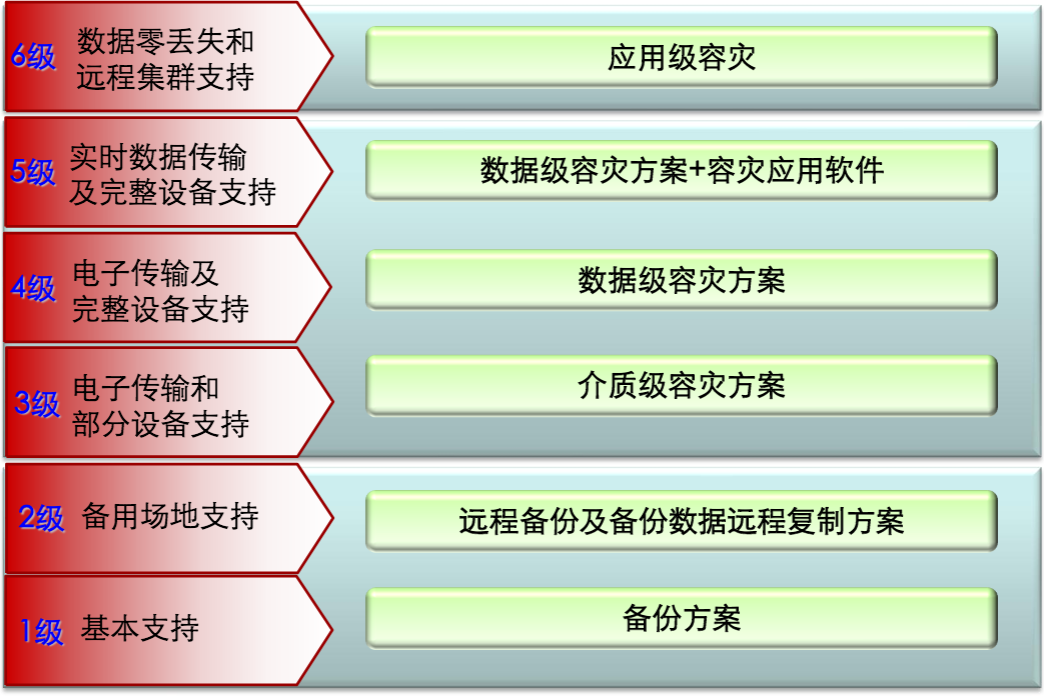 6级
数据零丢失和
远程集群支持
应用级容灾
5级
实时数据传输
及完整设备支持
数据级容灾方案+容灾应用软件
4级
电子传输及
完整设备支持
数据级容灾方案
3级
电子传输和
部分设备支持
介质级容灾方案
2级
备用场地支持
远程备份及备份数据远程复制方案
1级
基本支持
备份方案